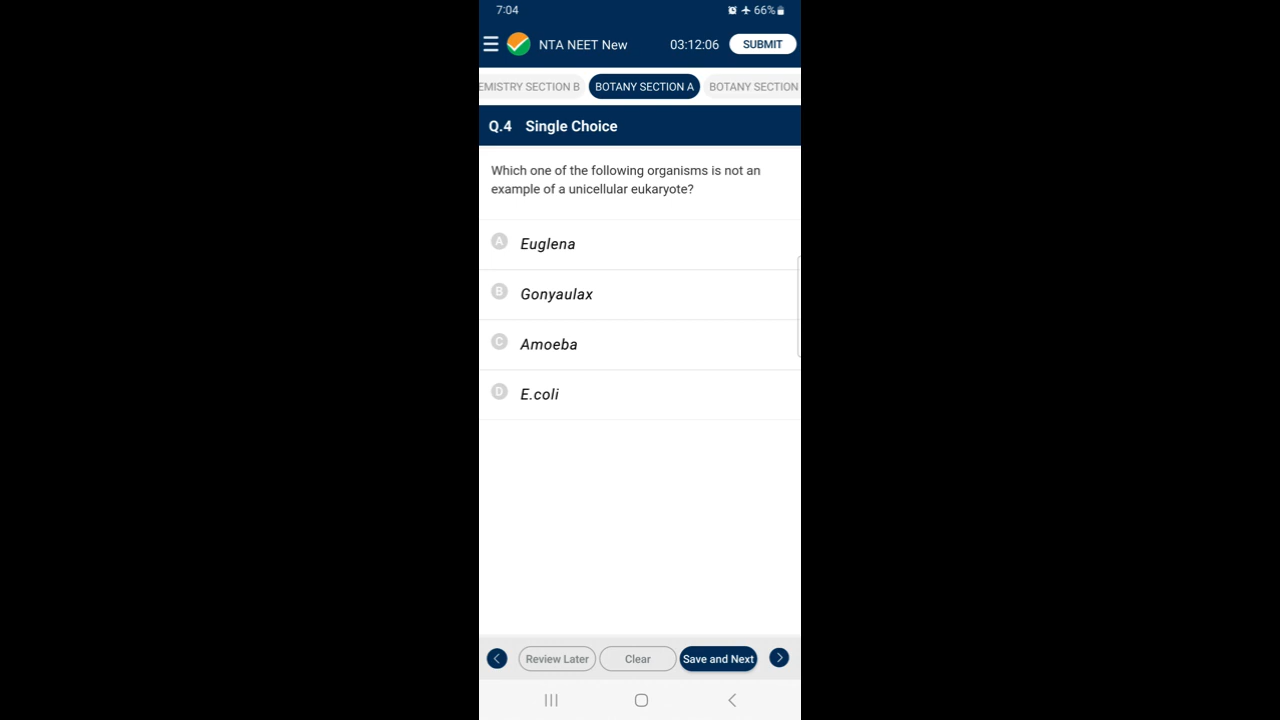 7:04 66%
NTA NEET New 03:12:06 SUBMIT
EMISTRY SECTION B BOTANY SECTION A BOTANY SECTION
Q.4 Single Choice
Which one of the following organisms is not an
example of a unicellular eukaryote?
A Euglena
B Gonyaulax
C Amoeba
D E.coli
Review Later Clear Save and Next